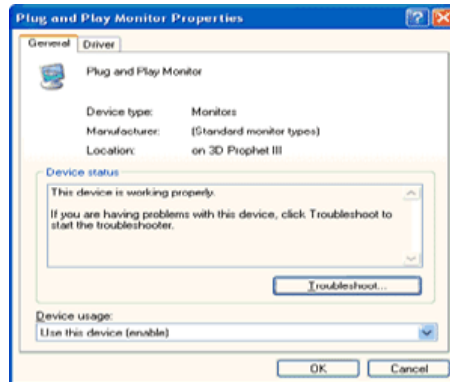 Plug and Play Monitor Properties
General Driver
Plug and Play Monitor
Device type: Monitors
Manufacturer: (Standard monitor types)
Location: on 3D Prophet III
Device status
This device is working properly.
If you are having problems with this device, click Troubleshoot to
start the troubleshooter.
Troubleshoot...
Device usage:
Use this device (enable)
OK Cancel